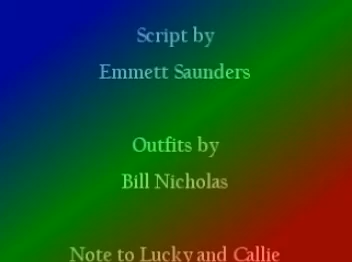 Script by
Emmett Saunders
Outfits by
Bill Nicholas
Note to Lucky and Callie